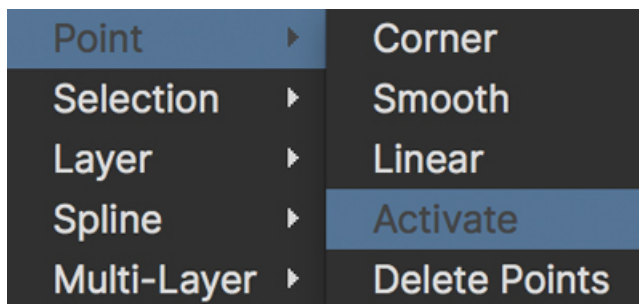 Point
Selection
Layer
Spline
Multi-Layer
Corner
Smooth
Linear
Activate
Delete Points